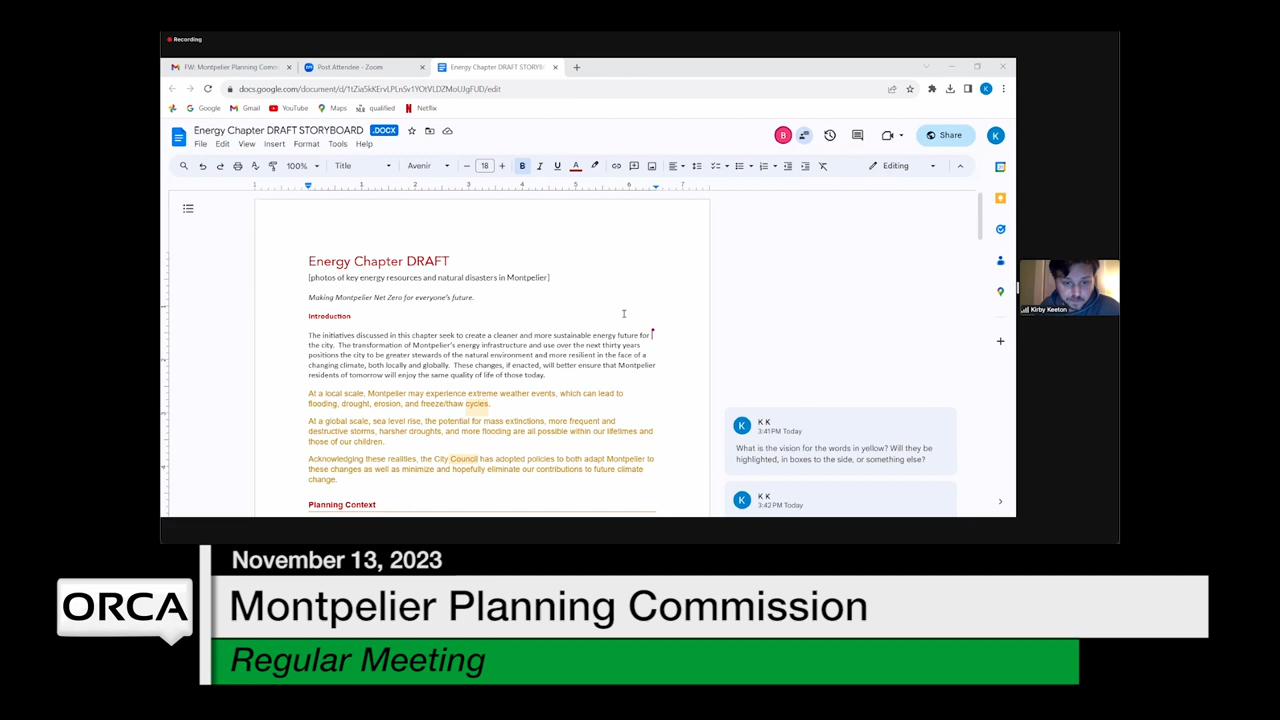 Recording
FW: Montpelier Planning Comm
Post Attendee - Zoom
Energy Chapter DRAFT STORYB
docs.google.com/document/d/1tZia5kKErvLPLnSv1YOtVLDZMoUJgFUD/edit
Google Gmail YouTube Maps qualified Netflix
Energy Chapter DRAFT STORYBOARD .DOCX
File Edit View Insert Format Tools Help
B
Share
K
100% Title Avenir 18 B I U A Editing
1 1 2 3 4 5 6 7
Energy Chapter DRAFT
[photos of key energy resources and natural disasters in Montpelier]
Making Montpelier Net Zero for everyone's future.
Introduction
The initiatives discussed in this chapter seek to create a cleaner and more sustainable energy future for
the city. The transformation of Montpelier's energy infrastructure and use over the next thirty years
positions the city to be greater stewards of the natural environment and more resilient in the face of a
changing climate, both locally and globally. These changes, if enacted, will better ensure that Montpelier
residents of tomorrow will enjoy the same quality of life of those today.
At a local scale, Montpelier may experience extreme weather events, which can lead to
flooding, drought, erosion, and freeze/thaw cycles.
At a global scale, sea level rise, the potential for mass extinctions, more frequent and
destructive storms, harsher droughts, and more flooding are all possible within our lifetimes and
those of our children.
Acknowledging these realities, the City Council has adopted policies to both adapt Montpelier to
these changes as well as minimize and hopefully eliminate our contributions to future climate
change.
Planning Context
K K
3:41 PM Today
What is the vision for the words in yellow? Will they be
highlighted, in boxes to the side, or something else?
K K
3:42 PM Today
Kirby Keeton
November 13, 2023
ORCA
Montpelier Planning Commission
Regular Meeting